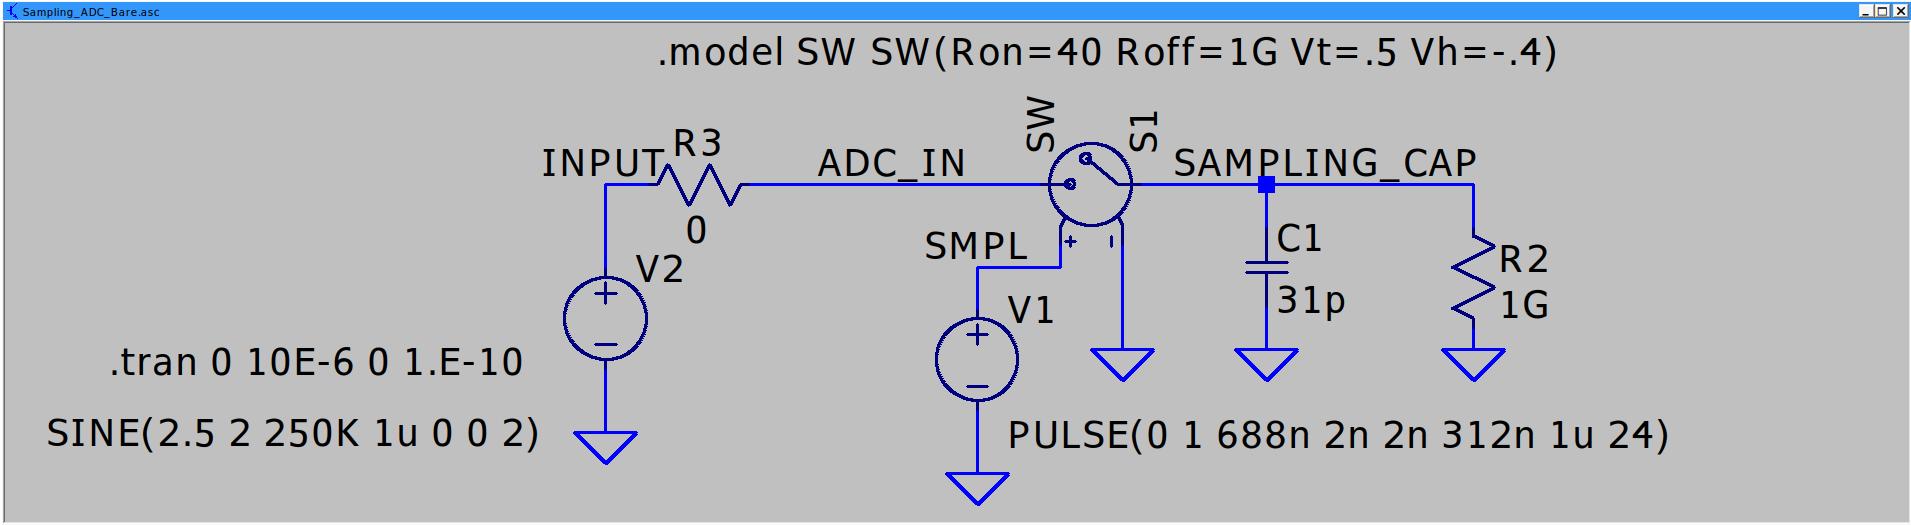 Sampling_ADC_Bare.asc
.model SW SW(Ron=40 Roff=1G Vt=.5 Vh=-.4)
SW
S1
R3
INPUT
ADC_IN
SAMPLING_CAP
0
SMPL
+
C1
V2
R2
31p
1G
V1
.tran 0 10E-6 0 1.E-10
SINE(2.5 2 250K 1u 0 0 2)
PULSE(0 1 688n 2n 2n 312n 1u 24)